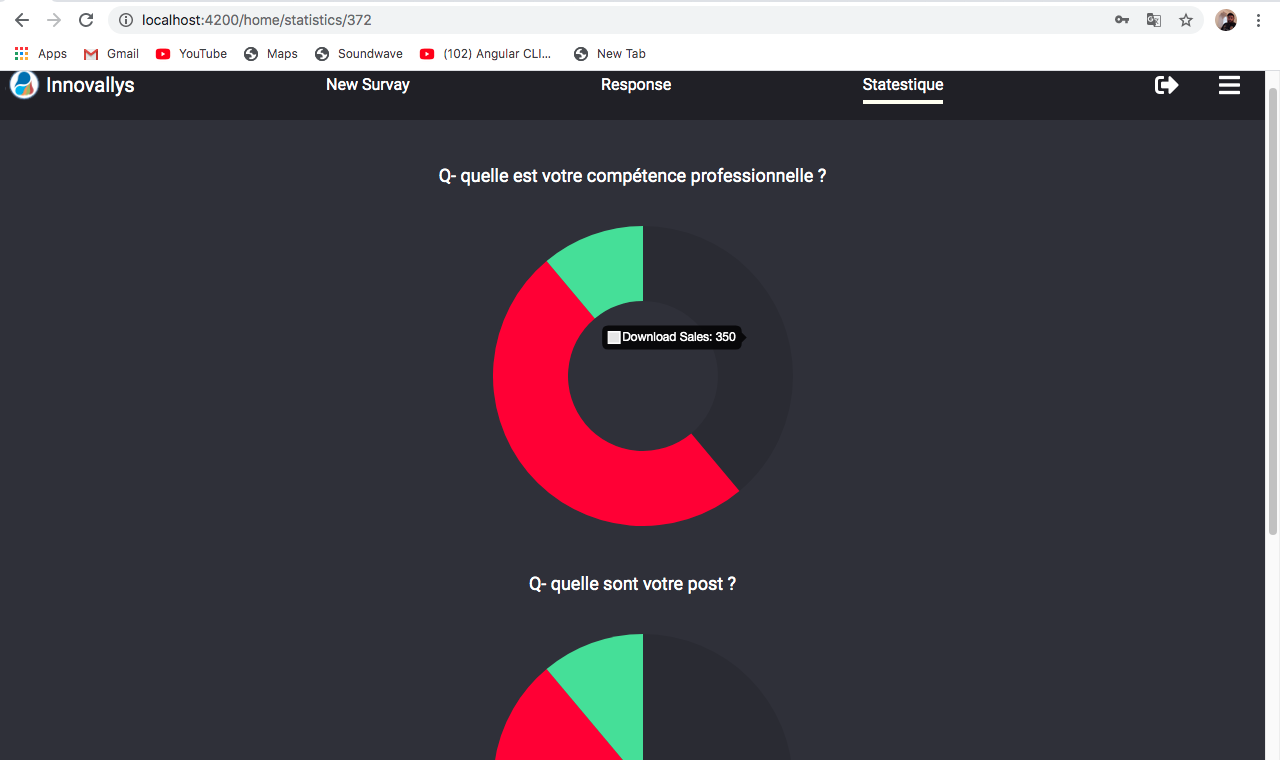 localhost:4200/home/statistics/372
Apps Gmail YouTube Maps Soundwave (102) Angular CLI... New Tab
Innovallys New Survay Response Statestique
Q- quelle est votre compétence professionnelle ?
Download Sales: 350
Q- quelle sont votre post ?